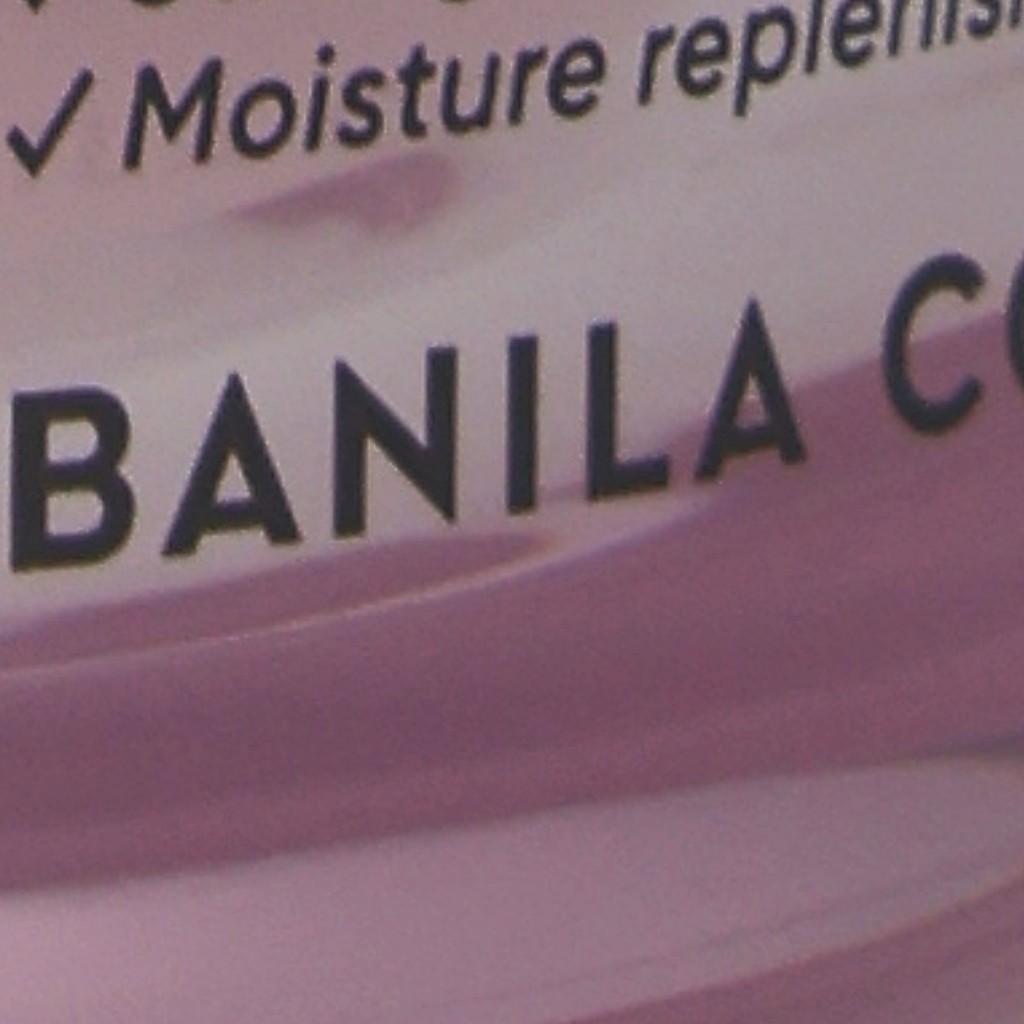 ✓ Moisture replenis
BANILA C